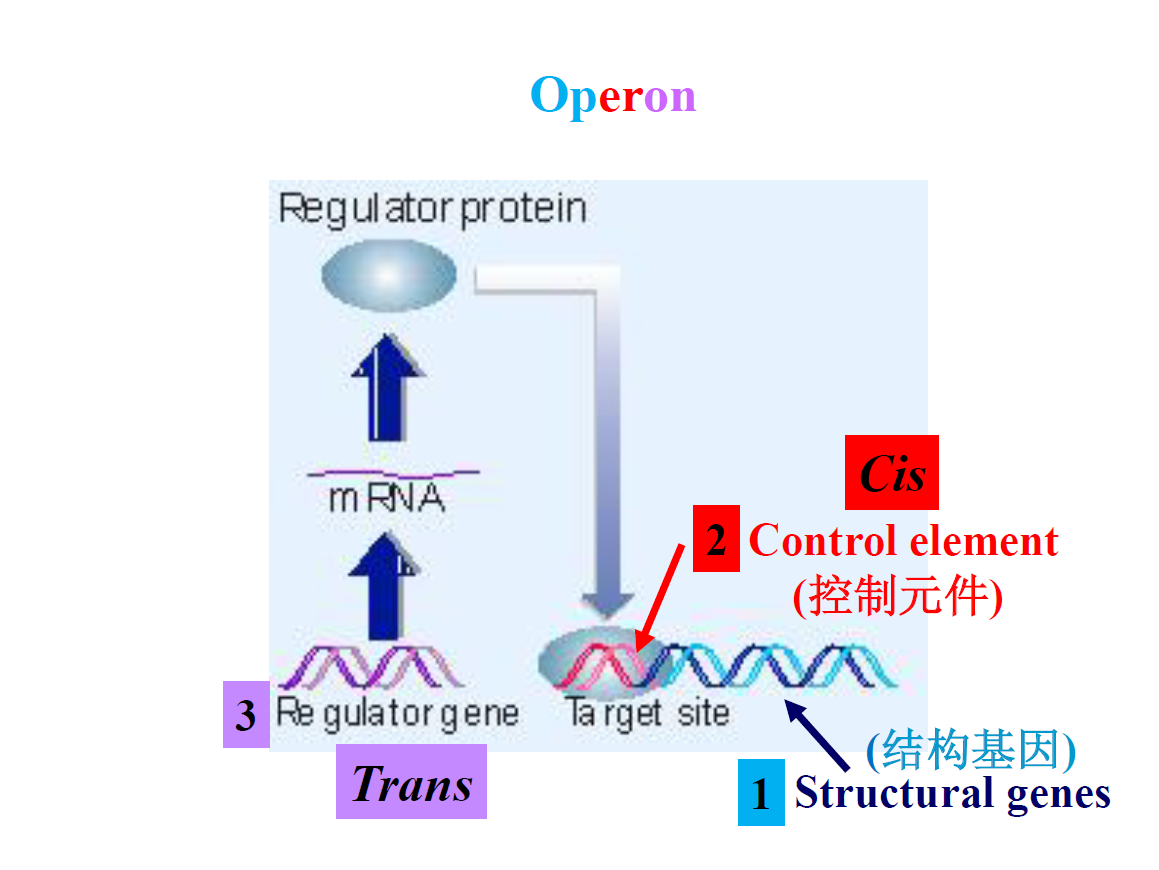 Operon
Regulator protein
mRNA
Cis
2 Control element
(控制元件)
3 Regulator gene
Target site
Trans
(结构基因)
1 Structural genes